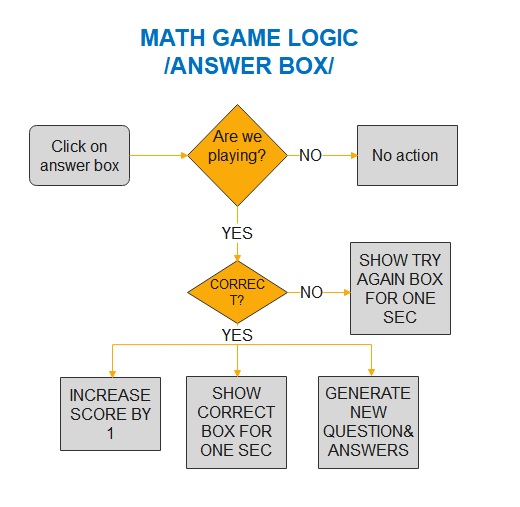 MATH GAME LOGIC
/ANSWER BOX/
Click on
answer box
Are we
playing?
NO
No action
YES
CORREC
T?
NO
SHOW TRY
AGAIN BOX
FOR ONE
SEC
YES
INCREASE
SCORE BY
1
SHOW
CORRECT
BOX FOR
ONE SEC
GENERATE
NEW
QUESTION&
ANSWERS